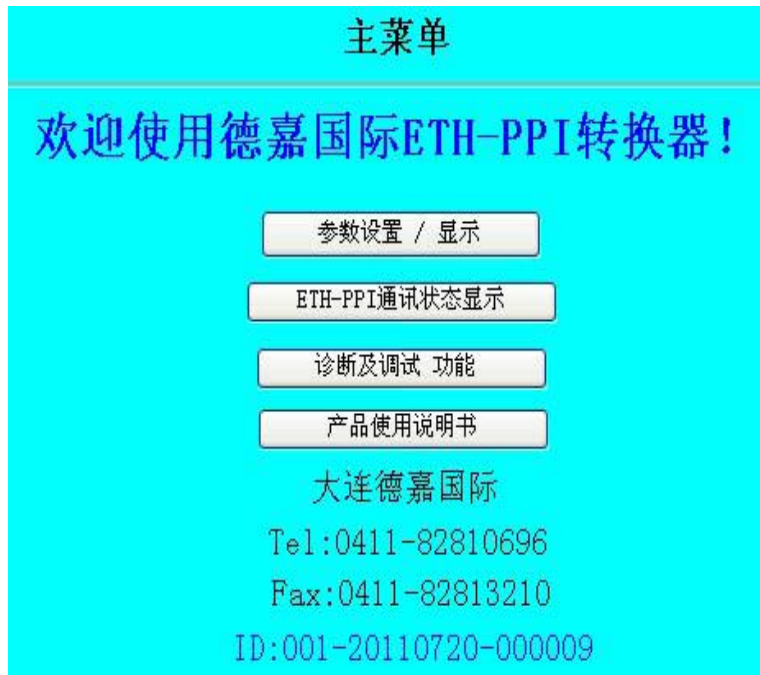 主菜单
欢迎使用德嘉国际ETH-PPI转换器！
参数设置 / 显示
ETH-PPI通讯状态显示
诊断及调试 功能
产品使用说明书
大连德嘉国际
Tel:0411-82810696
Fax:0411-82813210
ID:001-20110720-000009